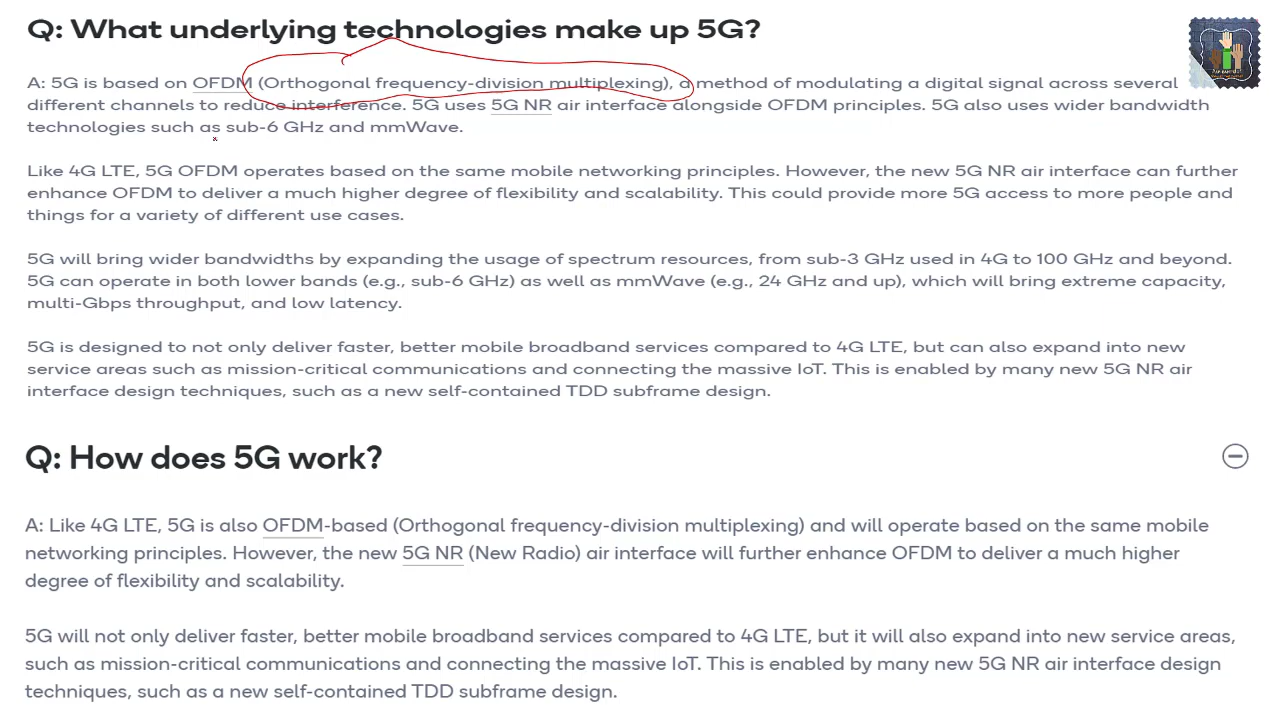 Q: What underlying technologies make up 5G?
A: 5G is based on OFDM (Orthogonal frequency-division multiplexing), a method of modulating a digital signal across several
different channels to reduce interference. 5G uses 5G NR air interface alongside OFDM principles. 5G also uses wider bandwidth
technologies such as sub-6 GHz and mmWave.
Like 4G LTE, 5G OFDM operates based on the same mobile networking principles. However, the new 5G NR air interface can further
enhance OFDM to deliver a much higher degree of flexibility and scalability. This could provide more 5G access to more people and
things for a variety of different use cases.
5G will bring wider bandwidths by expanding the usage of spectrum resources, from sub-3 GHz used in 4G to 100 GHz and beyond.
5G can operate in both lower bands (e.g., sub-6 GHz) as well as mmWave (e.g., 24 GHz and up), which will bring extreme capacity,
multi-Gbps throughput, and low latency.
5G is designed to not only deliver faster, better mobile broadband services compared to 4G LTE, but can also expand into new
service areas such as mission-critical communications and connecting the massive IoT. This is enabled by many new 5G NR air
interface design techniques, such as a new self-contained TDD subframe design.
Q: How does 5G work?
A: Like 4G LTE, 5G is also OFDM-based (Orthogonal frequency-division multiplexing) and will operate based on the same mobile
networking principles. However, the new 5G NR (New Radio) air interface will further enhance OFDM to deliver a much higher
degree of flexibility and scalability.
5G will not only deliver faster, better mobile broadband services compared to 4G LTE, but it will also expand into new service areas,
such as mission-critical communications and connecting the massive IoT. This is enabled by many new 5G NR air interface design
techniques, such as a new self-contained TDD subframe design.